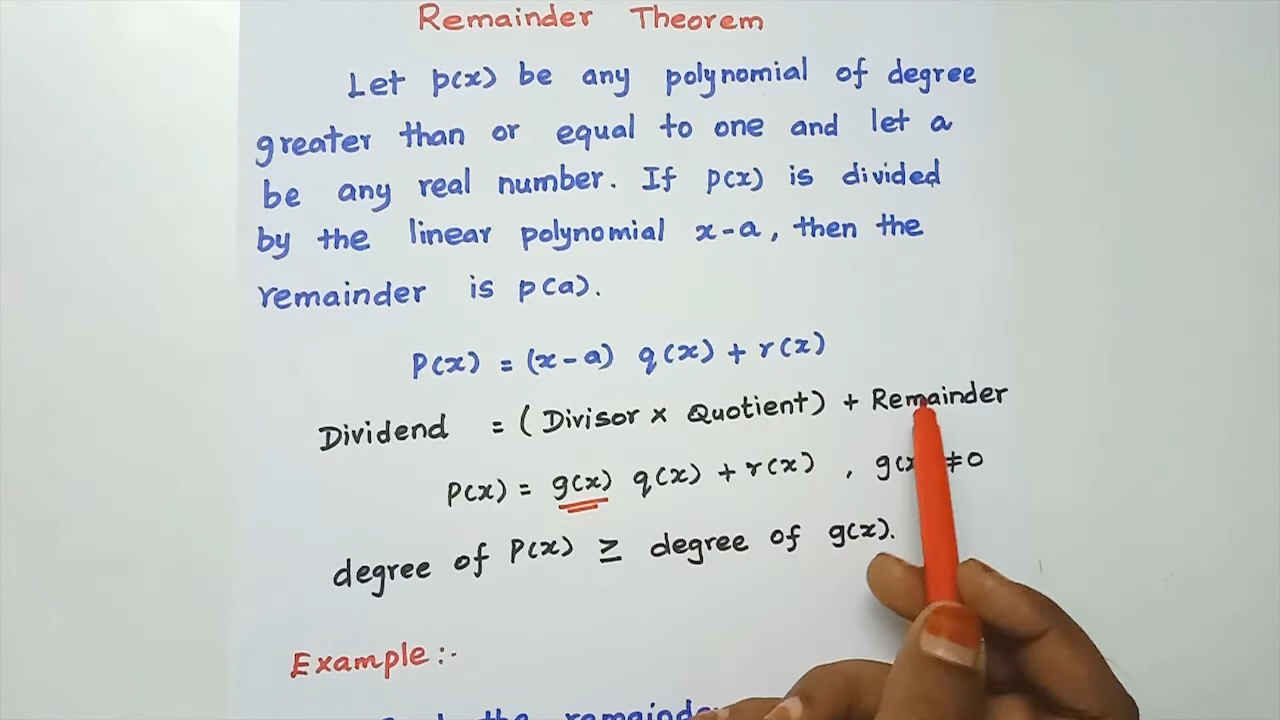 Remainder Theorem
Let p(x) be any polynomial of degree
greater than or equal to one and let a
be any real number. If p(x) is divided
by the linear polynomial x-a, then the
remainder is p(a).
P(x) = (x-a) q(x) + r(x)
Dividend = (Divisor × Quotient) + Remainder
P(x) = g(x) q(x) + r(x) , g(x ≠0
degree of P(x) ≥ degree of g(x).
Example :-
the remainder